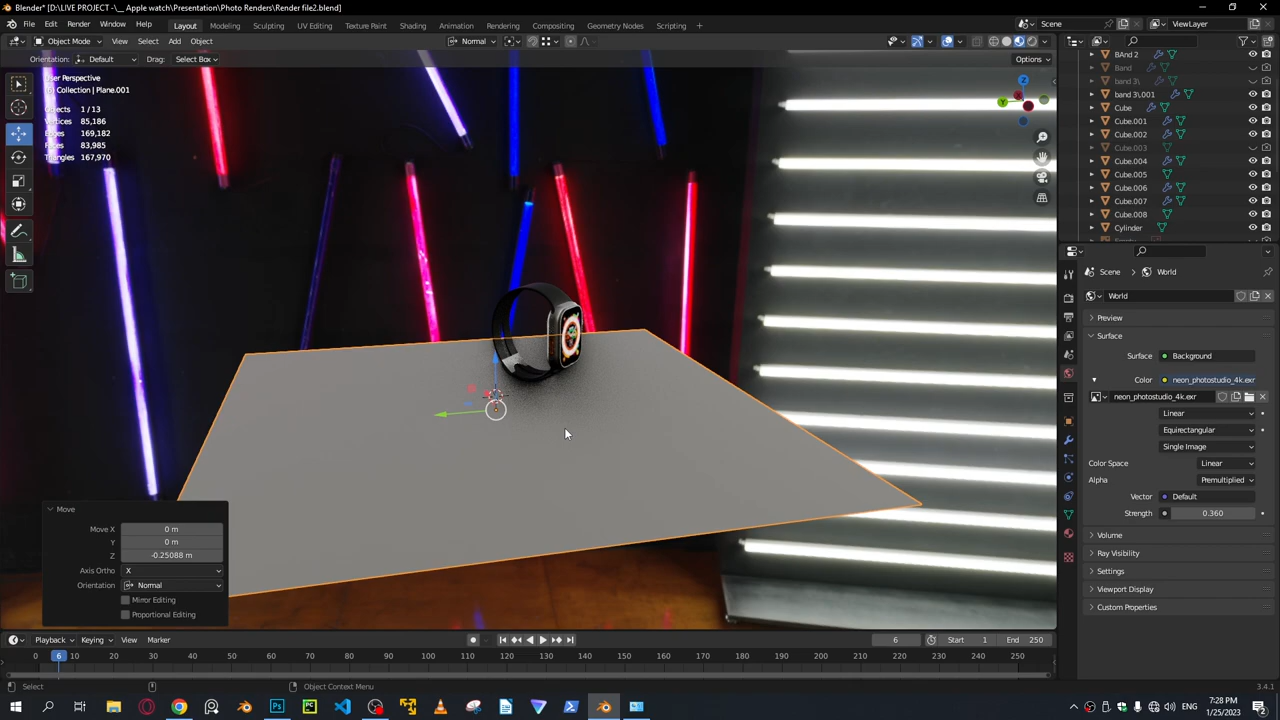 Blender* [D:\LIVE PROJECT -\__ Apple watch\Presentation\Photo Renders\Render file2.blend]
File Edit Render Window Help Layout Modeling Sculpting UV Editing Texture Paint Shading Animation Rendering Compositing Geometry Nodes Scripting + Scene ViewLayer
Object Mode View Select Add Object Normal
Orientation: Default Drag: Select Box Options
User Perspective
(6) Collection | Plane.001
Objects 1/13
Vertices 85,186
Edges 169,182
Faces 83,985
Triangles 167,970
Z
Y
BAnd 2
Band
band 3\
band 3\.001
Cube
Cube.001
Cube.002
Cube.003
Cube.004
Cube.005
Cube.006
Cube.007
Cube.008
Cylinder
Scene > World
World
Preview
Surface
Surface Background
Color neon_photostudio_4k.exr
neon_photostudio_4k.exr
Linear
Equirectangular
Single Image
Color Space Linear
Alpha Premultiplied
Vector Default
Strength 0.360
Volume
Ray Visibility
Settings
Viewport Display
Custom Properties
Move
Move X 0 m
Y 0 m
Z -0.25088 m
Axis Ortho X
Orientation Normal
Mirror Editing
Proportional Editing
Playback Keying View Marker 6 Start 1 End 250
0 6 20 30 40 50 60 70 80 90 100 110 120 130 140 150 160 170 180 190 200 210 220 230 240 250
Select Object Context Menu 3.4.1
7:28 PM
1/25/2023